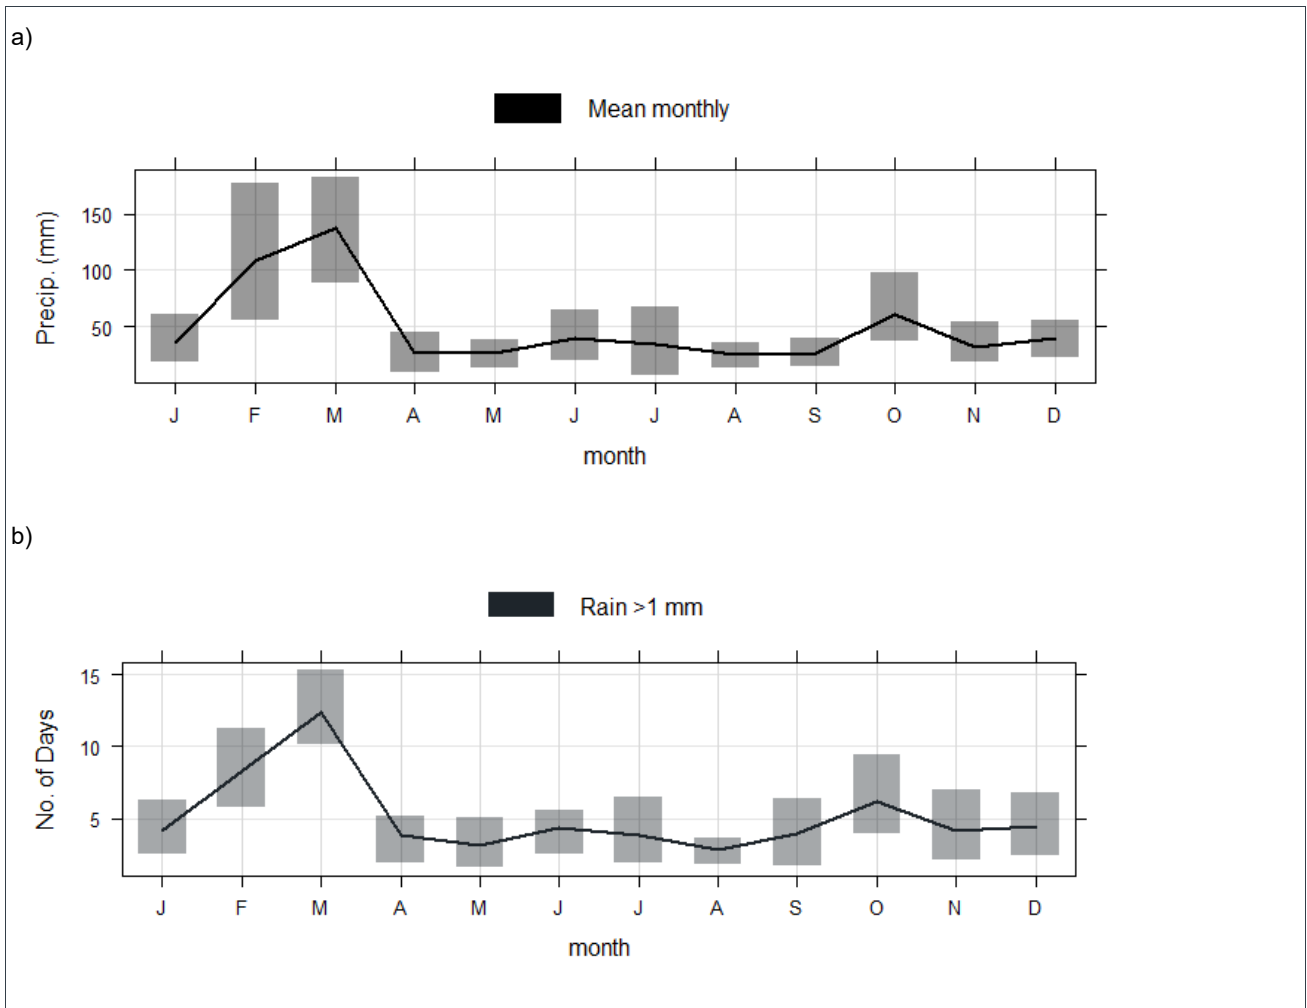 a)
Mean monthly
Precip. (mm)
150
100
50
J F M A M J J A S O N D
month
b)
Rain >1 mm
No. of Days
15
10
5
J F M A M J J A S O N D
month